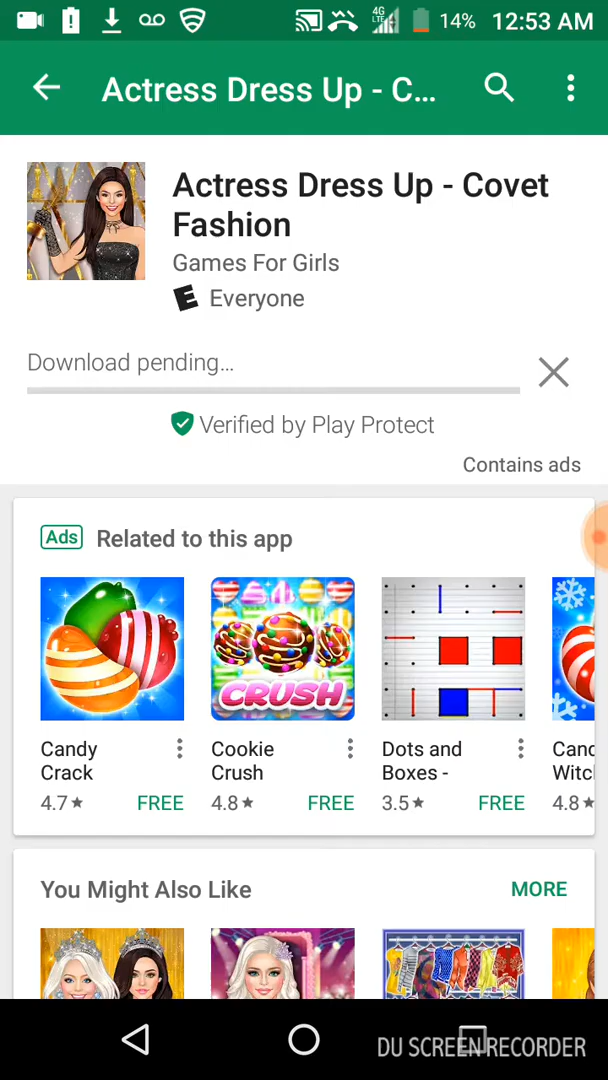 4G
LTE
14% 12:53 AM
Actress Dress Up - C...
Actress Dress Up - Covet
Fashion
Games For Girls
E Everyone
Download pending...
Verified by Play Protect
Contains ads
Ads Related to this app
CRUSH
Candy
Crack
4.7★ FREE
Cookie
Crush
4.8★ FREE
Dots and
Boxes -
3.5★ FREE
Cand
Witc
4.8★
You Might Also Like
MORE
DU SCREEN RECORDER